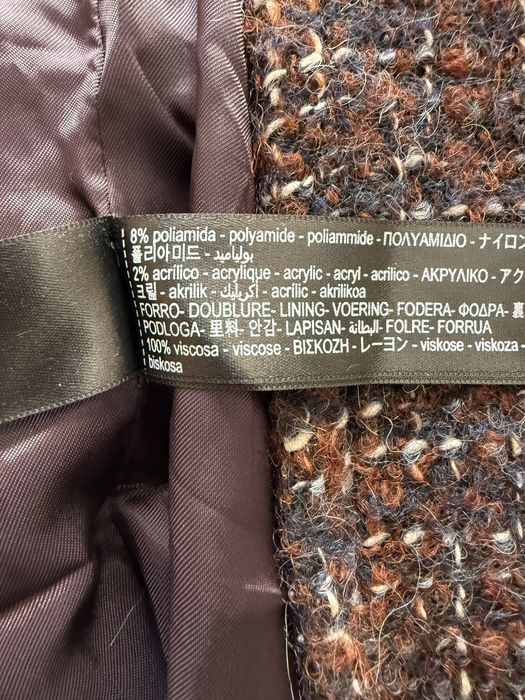 8% poliamida - polyamide - poliammide - ΠΟΛΥΑΜΙΔΙΟ - ナイロン
폴리아미드 - بولياميد
2% acrílico - acrylique - acrylic - acryl - acrilico - ΑΚΡΥΛΙΚΟ - アク
크릴 - akrilik - اكريليك - acrílic - akrilikoa
FORRO- DOUBLURE- LINING- VOERING- FODERA- ΦΟΔΡΑ- 裏
PODLOGA- 里料- 안감- LAPISAN- البطانة- FOLRE- FORRUA
100% viscosa - viscose - ΒΙΣΚΟΖΗ - レーヨン - viskose - viskoza -
biskosa